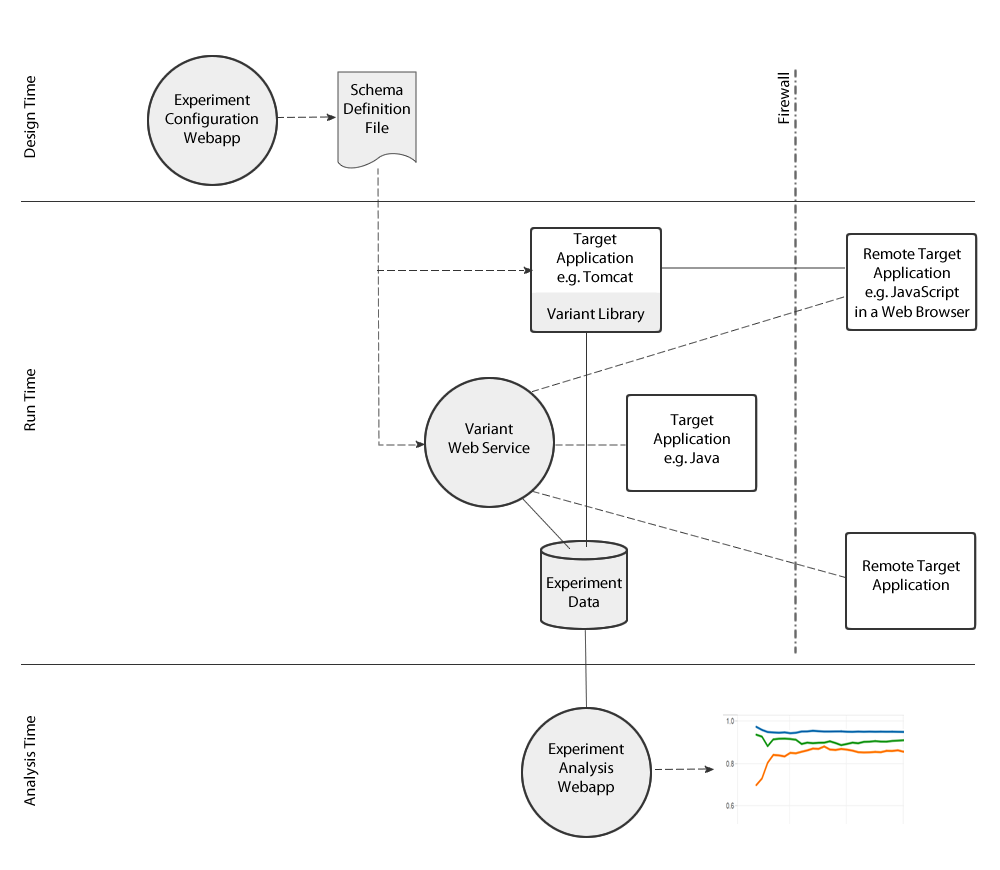 Design Time
Experiment
Configuration
Webapp
Schema
Definition
File
Firewall
Run Time
Target
Application
e.g. Tomcat
Variant Library
Remote Target
Application
e.g. JavaScript
in a Web Browser
Variant
Web Service
Target
Application
e.g. Java
Experiment
Data
Remote Target
Application
Analysis Time
Experiment
Analysis
Webapp
1.0
0.8
0.6